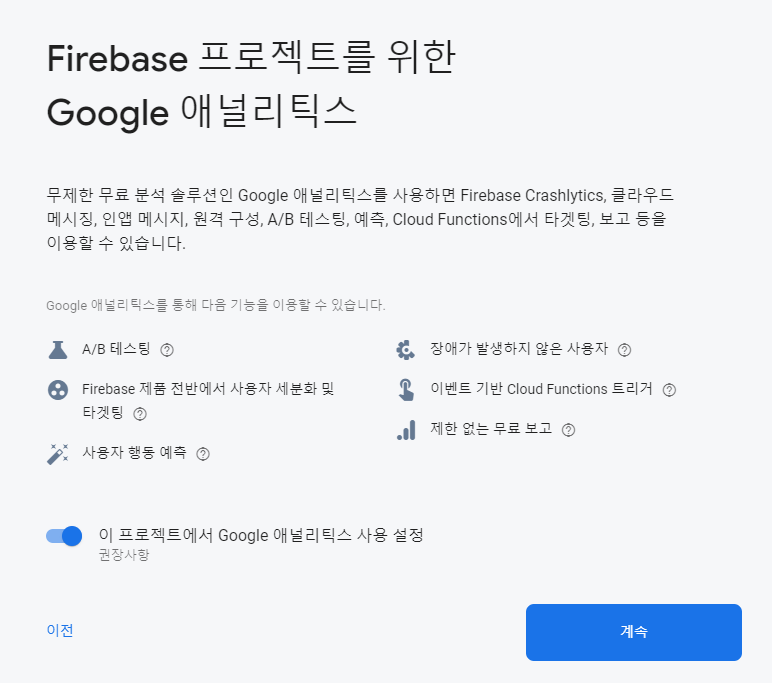 Firebase 프로젝트를 위한
Google 애널리틱스
무제한 무료 분석 솔루션인 Google 애널리틱스를 사용하면 Firebase Crashlytics, 클라우드
메시징, 인앱 메시지, 원격 구성, A/B 테스팅, 예측, Cloud Functions에서 타겟팅, 보고 등을
이용할 수 있습니다.
Google 애널리틱스를 통해 다음 기능을 이용할 수 있습니다.
A/B 테스팅 ?
Firebase 제품 전반에서 사용자 세분화 및
타겟팅 ?
사용자 행동 예측 ?
장애가 발생하지 않은 사용자 ?
이벤트 기반 Cloud Functions 트리거 ?
제한 없는 무료 보고 ?
이 프로젝트에서 Google 애널리틱스 사용 설정
권장사항
이전
계속